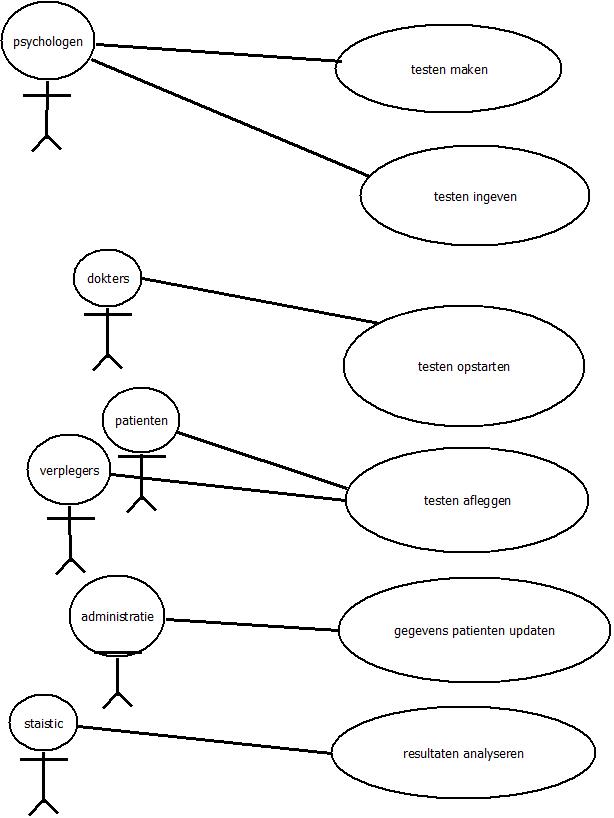 psychologen
testen maken
testen ingeven
dokters
testen opstarten
patienten
verplegers
testen afleggen
administratie
gegevens patienten updaten
staistic
resultaten analyseren